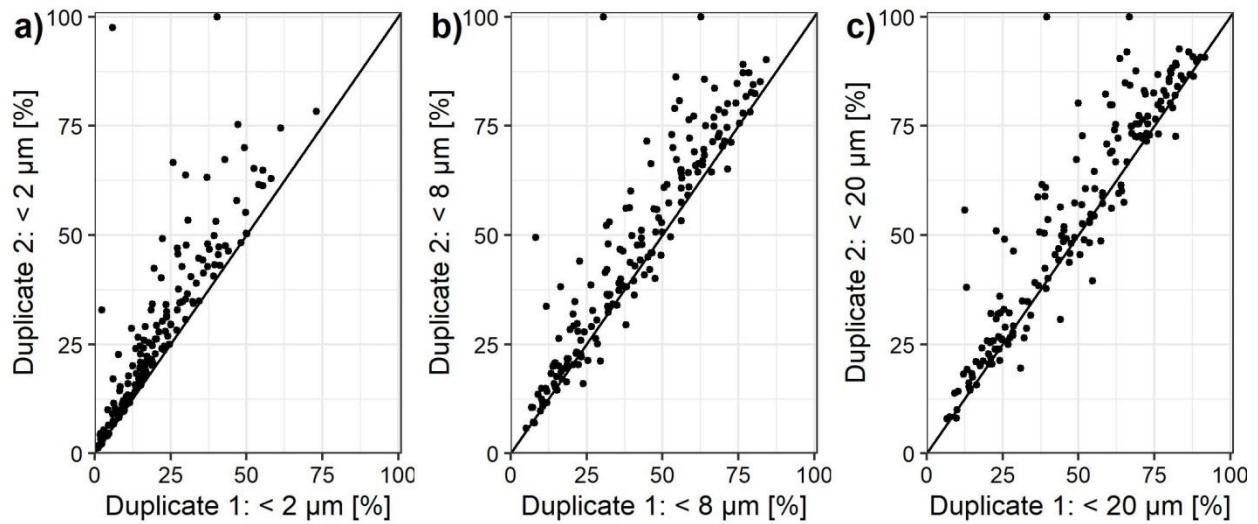 a)
100
75
50
25
0
0 25 50 75 100
Duplicate 2: < 2 µm [%]
Duplicate 1: < 2 µm [%]
b)
100
75
50
25
0
0 25 50 75 100
Duplicate 2: < 8 µm [%]
Duplicate 1: < 8 µm [%]
c)
100
75
50
25
0
0 25 50 75 100
Duplicate 2: < 20 µm [%]
Duplicate 1: < 20 µm [%]